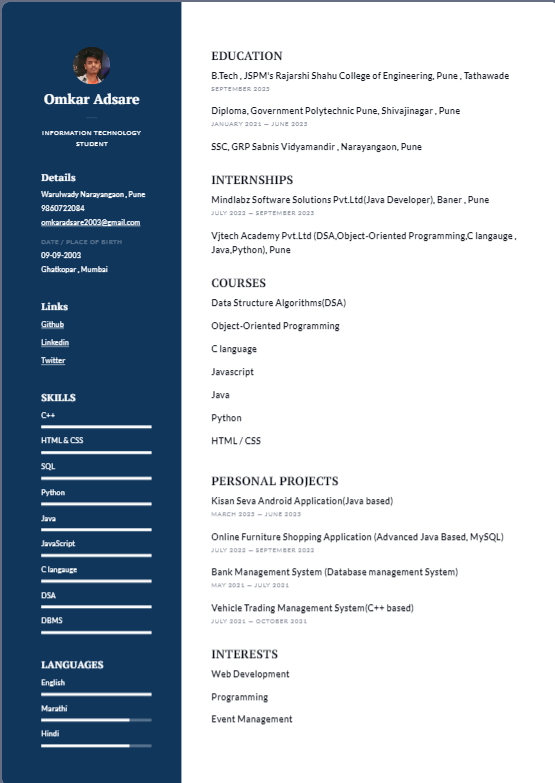 Omkar Adsare
INFORMATION TECHNOLOGY
STUDENT
Details
Warulwady Narayangaon , Pune
9860722084
omkaradsare2003@gmail.com
DATE / PLACE OF BIRTH
09-09-2003
Ghatkopar , Mumbai
Links
Github
Linkedin
Twitter
SKILLS
C++
HTML & CSS
SQL
Python
Java
JavaScript
C langauge
DSA
DBMS
LANGUAGES
English
Marathi
Hindi
EDUCATION
B.Tech , JSPM's Rajarshi Shahu College of Engineering, Pune , Tathawade
SEPTEMBER 2023
Diploma, Government Polytechnic Pune, Shivajinagar , Pune
JANUARY 2021 — JUNE 2023
SSC, GRP Sabnis Vidyamandir , Narayangaon, Pune
INTERNSHIPS
Mindlabz Software Solutions Pvt.Ltd(Java Developer), Baner , Pune
JULY 2022 — SEPTEMBER 2023
Vjtech Academy Pvt.Ltd (DSA,Object-Oriented Programming,C langauge ,
Java,Python), Pune
COURSES
Data Structure Algorithms(DSA)
Object-Oriented Programming
C language
Javascript
Java
Python
HTML / CSS
PERSONAL PROJECTS
Kisan Seva Android Application(Java based)
MARCH 2023 — JUNE 2023
Online Furniture Shopping Application (Advanced Java Based, MySQL)
JULY 2022 — SEPTEMBER 2022
Bank Management System (Database management System)
MAY 2021 — JULY 2021
Vehicle Trading Management System(C++ based)
JULY 2021 — OCTOBER 2021
INTERESTS
Web Development
Programming
Event Management